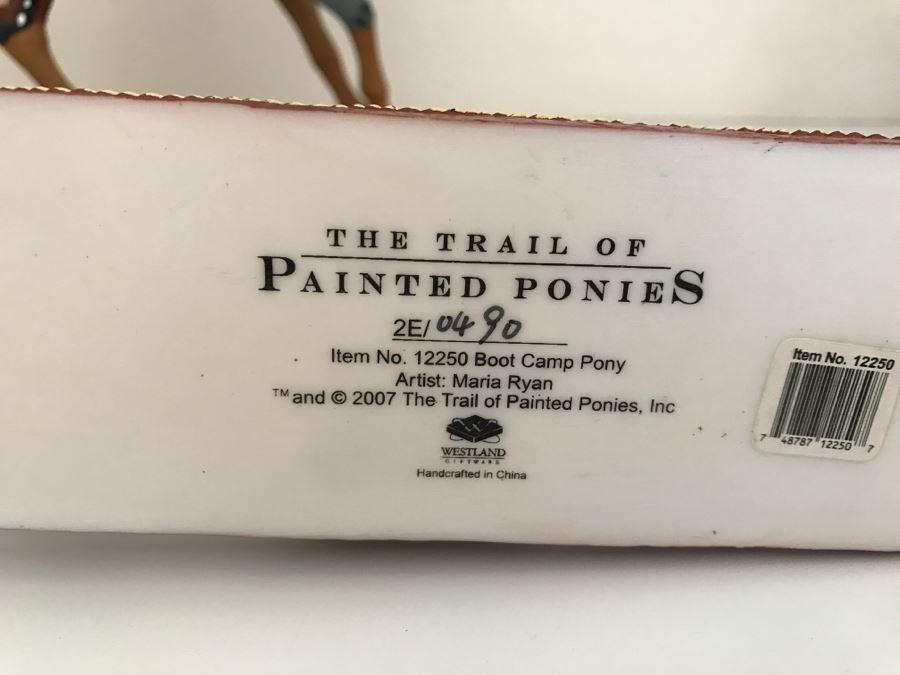 THE TRAIL OF
PAINTED PONIES
2E/0490
Item No. 12250 Boot Camp Pony
Artist: Maria Ryan
™ and © 2007 The Trail of Painted Ponies, Inc
WESTLAND
GIFTWARE
Handcrafted in China
Item No. 12250
7 48787 12250 7